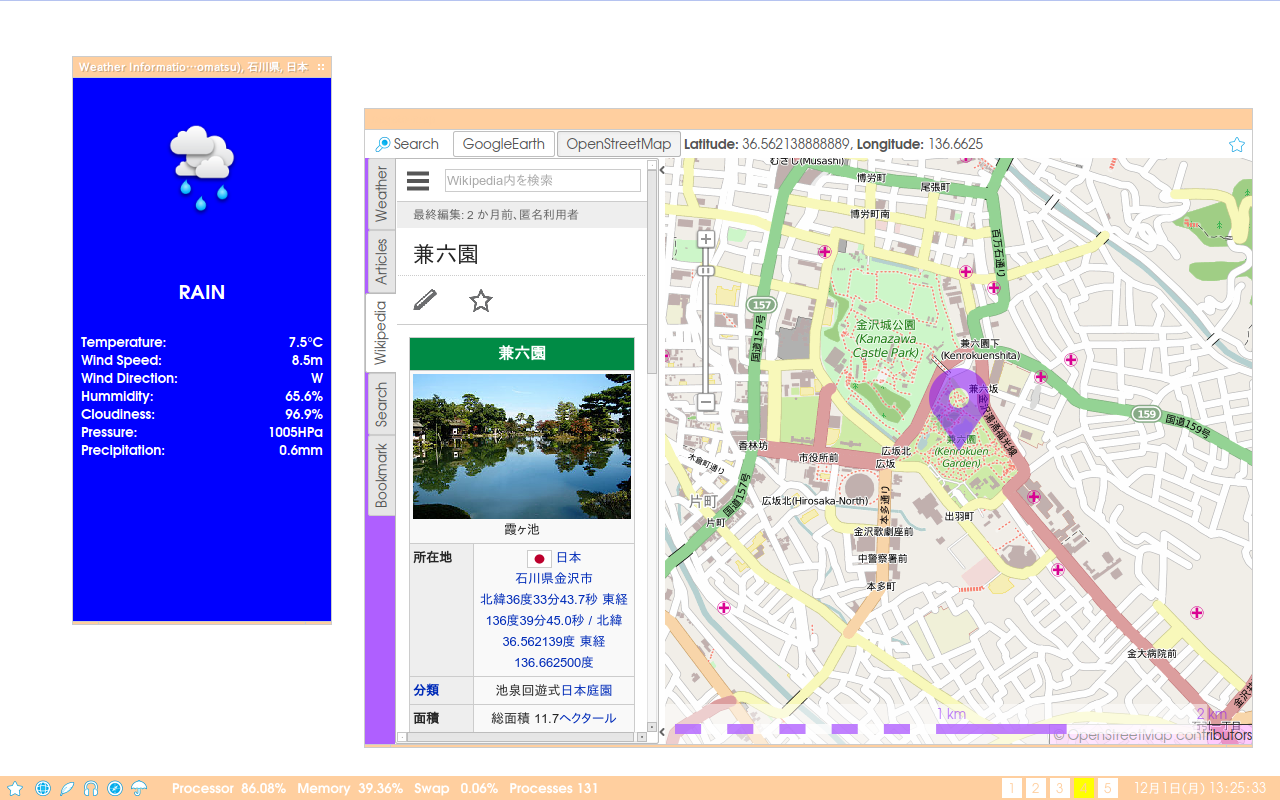 Weather Informatio…omatsu), 石川県, 日本
RAIN
Temperature: 7.5°C
Wind Speed: 8.5m
Wind Direction: W
Hummidity: 65.6%
Cloudiness: 96.9%
Pressure: 1005HPa
Precipitation: 0.6mm
Search GoogleEarth OpenStreetMap Latitude: 36.562138888889, Longitude: 136.6625
Weather
Articles
Wikipedia
Search
Bookmark
Wikipedia内を検索
最終編集: 2 か月前、匿名利用者
兼六園
兼六園
霞ヶ池
所在地 日本
石川県金沢市
北緯36度33分43.7秒 東経
136度39分45.0秒 / 北緯
36.562139度 東経
136.662500度
分類 池泉回遊式日本庭園
面積 総面積 11.7ヘクタール
むさし(Musashi)
博労町
尾張町
博労町南
百万石通り
157
国道157号
金沢城公園
(Kanazawa
Castle Park)
兼六園下
(Kenrokuenshita)
兼六坂
159
国道159号
兼六園
(Kenrokuen
Garden)
香林坊
市役所前
広坂北
広坂
木倉町通り
片町
国道157号
片町
広坂北(Hirosaka-North)
本多通り
出羽町
金沢歌劇座前
中警察署前
本多町
金大病院前
1 km
2 km
© OpenStreetMap contributors
Processor 86.08% Memory 39.36% Swap 0.06% Processes 131
1 2 3 4 5 12月1日(月) 13:25:33